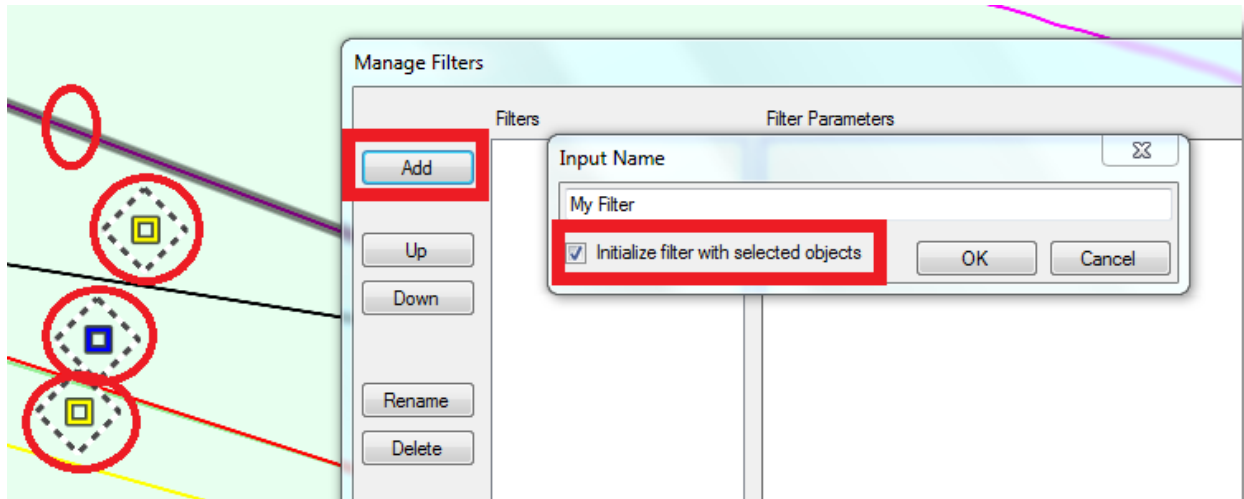 Manage Filters
Filters
Filter Parameters
Add
Input Name
My Filter
Initialize filter with selected objects
OK
Cancel
Up
Down
Rename
Delete